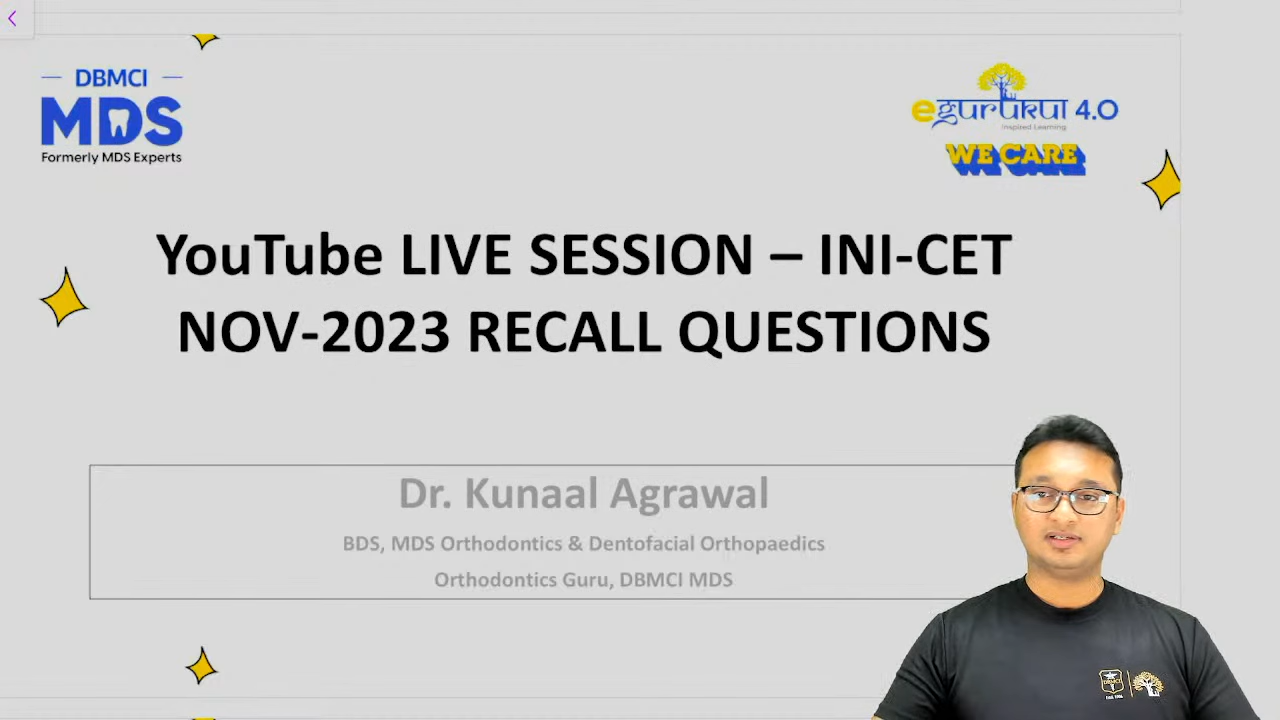 DBMCI
MDS
Formerly MDS Experts
egurukul 4.0
Inspired Learning
WE CARE
YouTube LIVE SESSION – INI-CET
NOV-2023 RECALL QUESTIONS
Dr. Kunaal Agrawal
BDS, MDS Orthodontics & Dentofacial Orthopaedics
Orthodontics Guru, DBMCI MDS
DBMCI